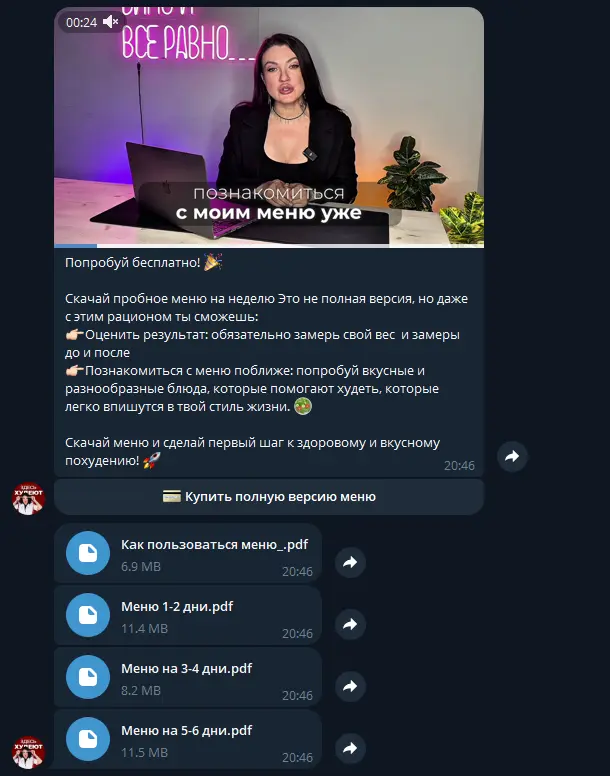 00:24
ВСЕ РАВНО...
познакомиться
с моим меню уже
Попробуй бесплатно! 🎉
Скачай пробное меню на неделю Это не полная версия, но даже
с этим рационом ты сможешь:
👉🏻Оценить результат: обязательно замерь свой вес  и замеры
до и после
👉🏻Познакомиться с меню поближе: попробуй вкусные и
разнообразные блюда, которые помогают худеть, которые
легко впишутся в твой стиль жизни. 🥗
Скачай меню и сделай первый шаг к здоровому и вкусному
похудению! 🚀
20:46
💳 Купить полную версию меню
ЗДЕСЬ
ХУДЕЮТ
Как пользоваться меню_.pdf
6.9 MB
20:46
Меню 1-2 дни.pdf
11.4 MB
20:46
Меню на 3-4 дни.pdf
8.2 MB
20:46
Меню на 5-6 дни.pdf
11.5 MB
20:46
ЗДЕСЬ
ХУДЕЮТ